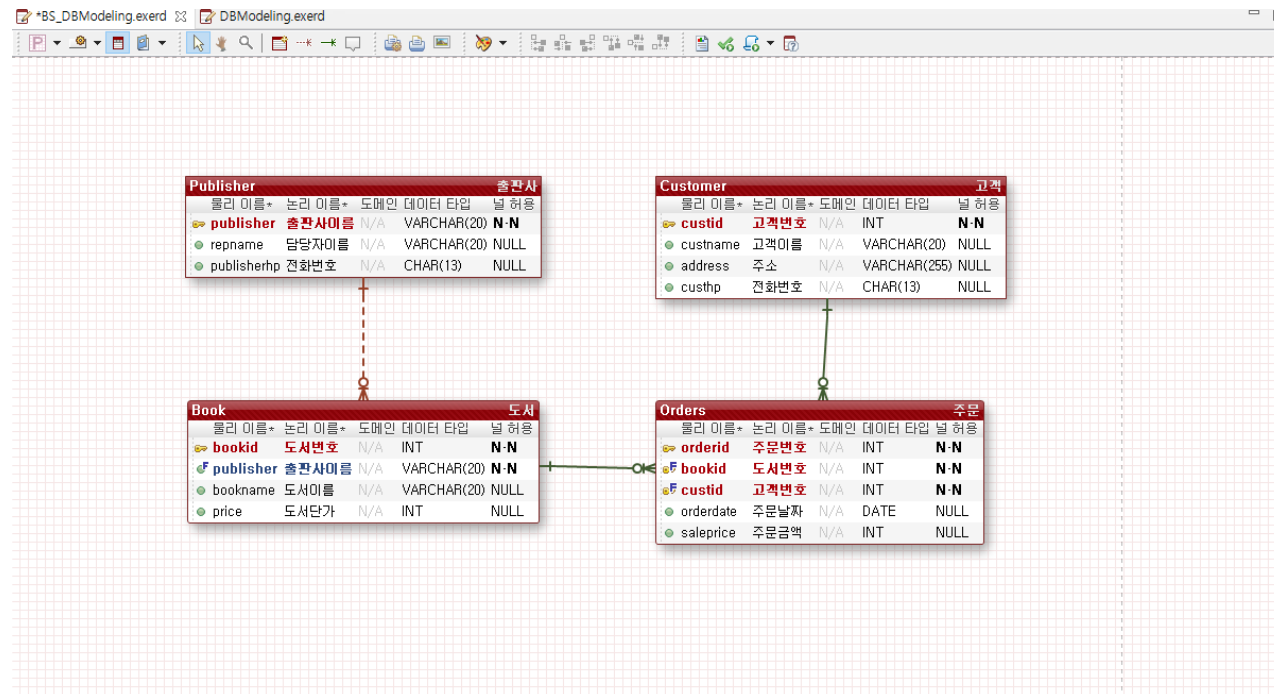 *BS_DBModeling.exerd DBModeling.exerd
P
Publisher 출판사
물리 이름* 논리 이름* 도메인 데이터 타입 널 허용
publisher 출판사이름 N/A VARCHAR(20) N-N
repname 담당자이름 N/A VARCHAR(20) NULL
publisherhp 전화번호 N/A CHAR(13) NULL
Customer 고객
물리 이름* 논리 이름* 도메인 데이터 타입 널 허용
custid 고객번호 N/A INT N-N
custname 고객이름 N/A VARCHAR(20) NULL
address 주소 N/A VARCHAR(255) NULL
custhp 전화번호 N/A CHAR(13) NULL
Book 도서
물리 이름* 논리 이름* 도메인 데이터 타입 널 허용
bookid 도서번호 N/A INT N-N
F publisher 출판사이름 N/A VARCHAR(20) N-N
bookname 도서이름 N/A VARCHAR(20) NULL
price 도서단가 N/A INT NULL
Orders 주문
물리 이름* 논리 이름* 도메인 데이터 타입 널 허용
orderid 주문번호 N/A INT N-N
F bookid 도서번호 N/A INT N-N
F custid 고객번호 N/A INT N-N
orderdate 주문날짜 N/A DATE NULL
saleprice 주문금액 N/A INT NULL